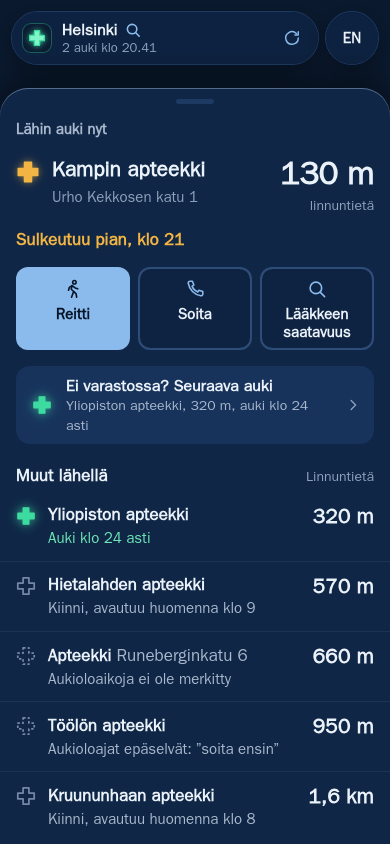 Helsinki
2 auki klo 20.41
EN
Lähin auki nyt
Kampin apteekki
130 m
Urho Kekkosen katu 1
linnuntietä
Sulkeutuu pian, klo 21
Reitti
Soita
Lääkkeen
saatavuus
Ei varastossa? Seuraava auki
Yliopiston apteekki, 320 m, auki klo 24
asti
Muut lähellä
Linnuntietä
Yliopiston apteekki
320 m
Auki klo 24 asti
Hietalahden apteekki
570 m
Kiinni, avautuu huomenna klo 9
Apteekki Runeberginkatu 6
660 m
Aukioloaikoja ei ole merkitty
Töölön apteekki
950 m
Aukioloajat epäselvät: "soita ensin"
Kruununhaan apteekki
1,6 km
Kiinni, avautuu huomenna klo 8